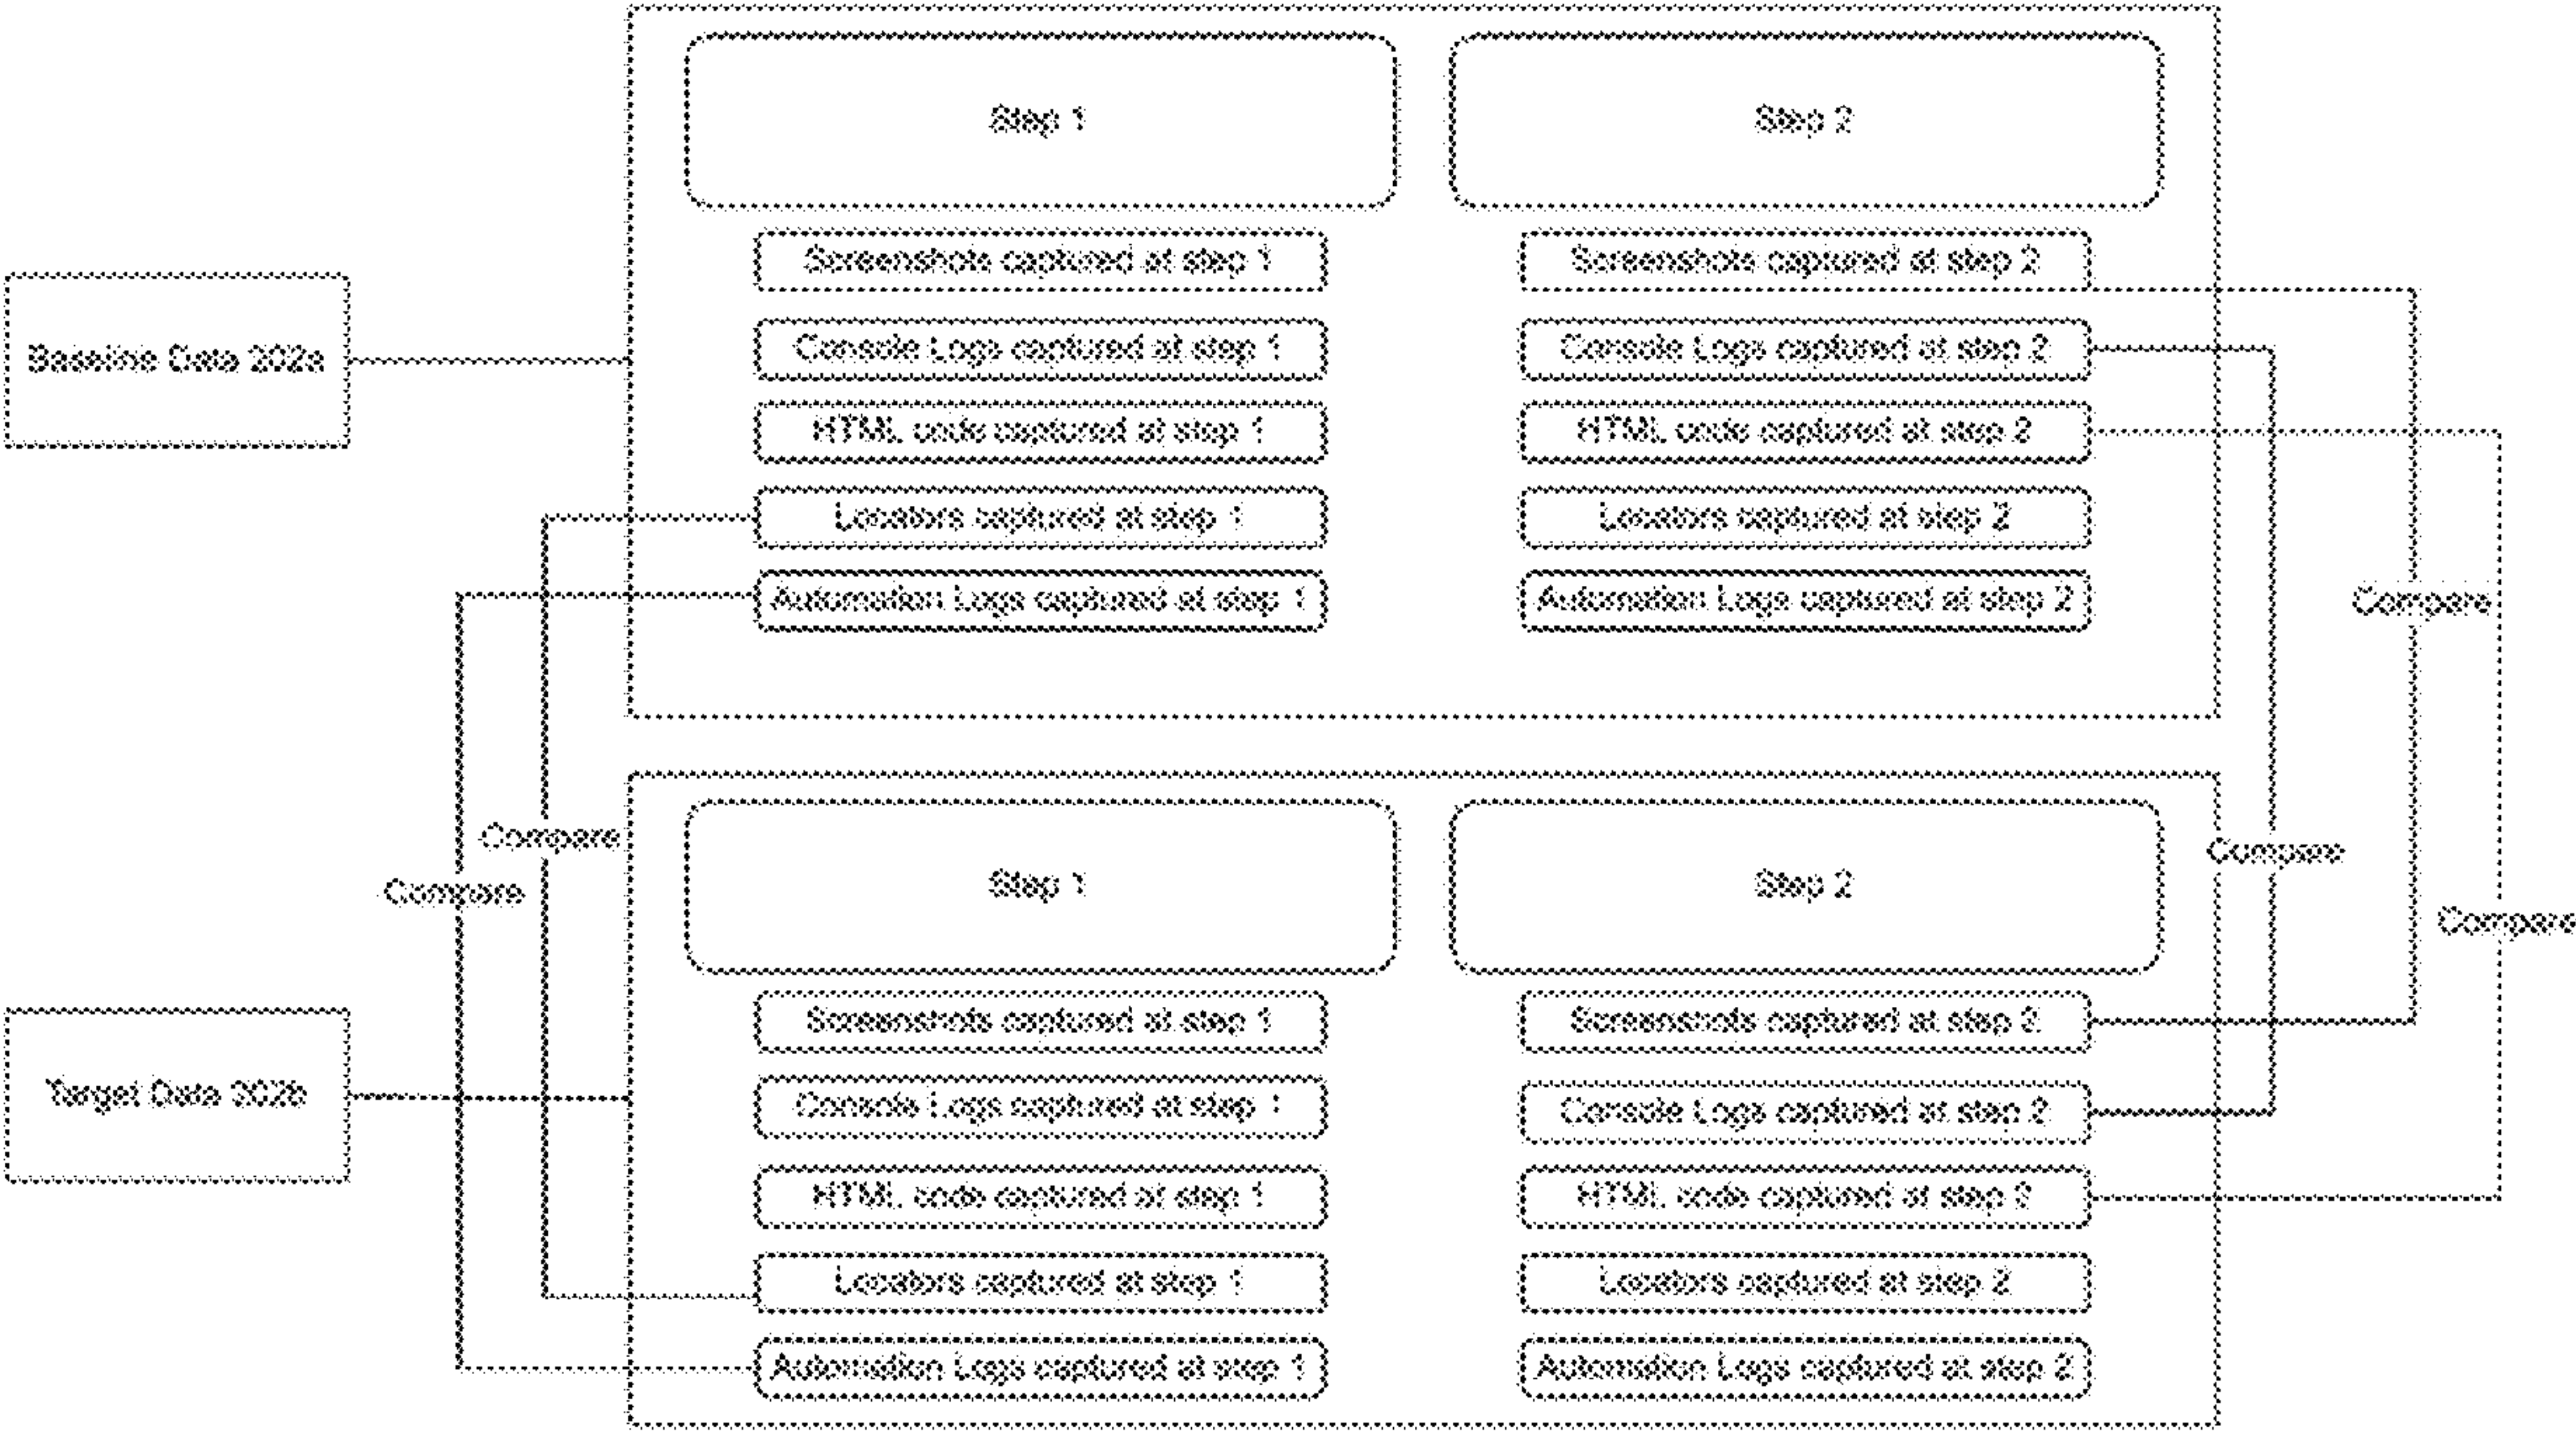 Step 1
Step 2
Screenshots captured at step 1
Screenshots captured at step 2
Baseline Data
Console Logs captured at step 1
Console Logs captured at step 2
HTML code captured at step 1
HTML code captured at step 2
Locators captured at step 1
Locators captured at step 2
Automation Logs captured at step 1
Automation Logs captured at step 2
Compare
Compare
Compare
Compare
Compare
Step 1
Step 2
Screenshots captured at step 1
Screenshots captured at step 2
Target Data
Console Logs captured at step 1
Console Logs captured at step 2
HTML code captured at step 1
HTML code captured at step 2
Locators captured at step 1
Locators captured at step 2
Automation Logs captured at step 1
Automation Logs captured at step 2